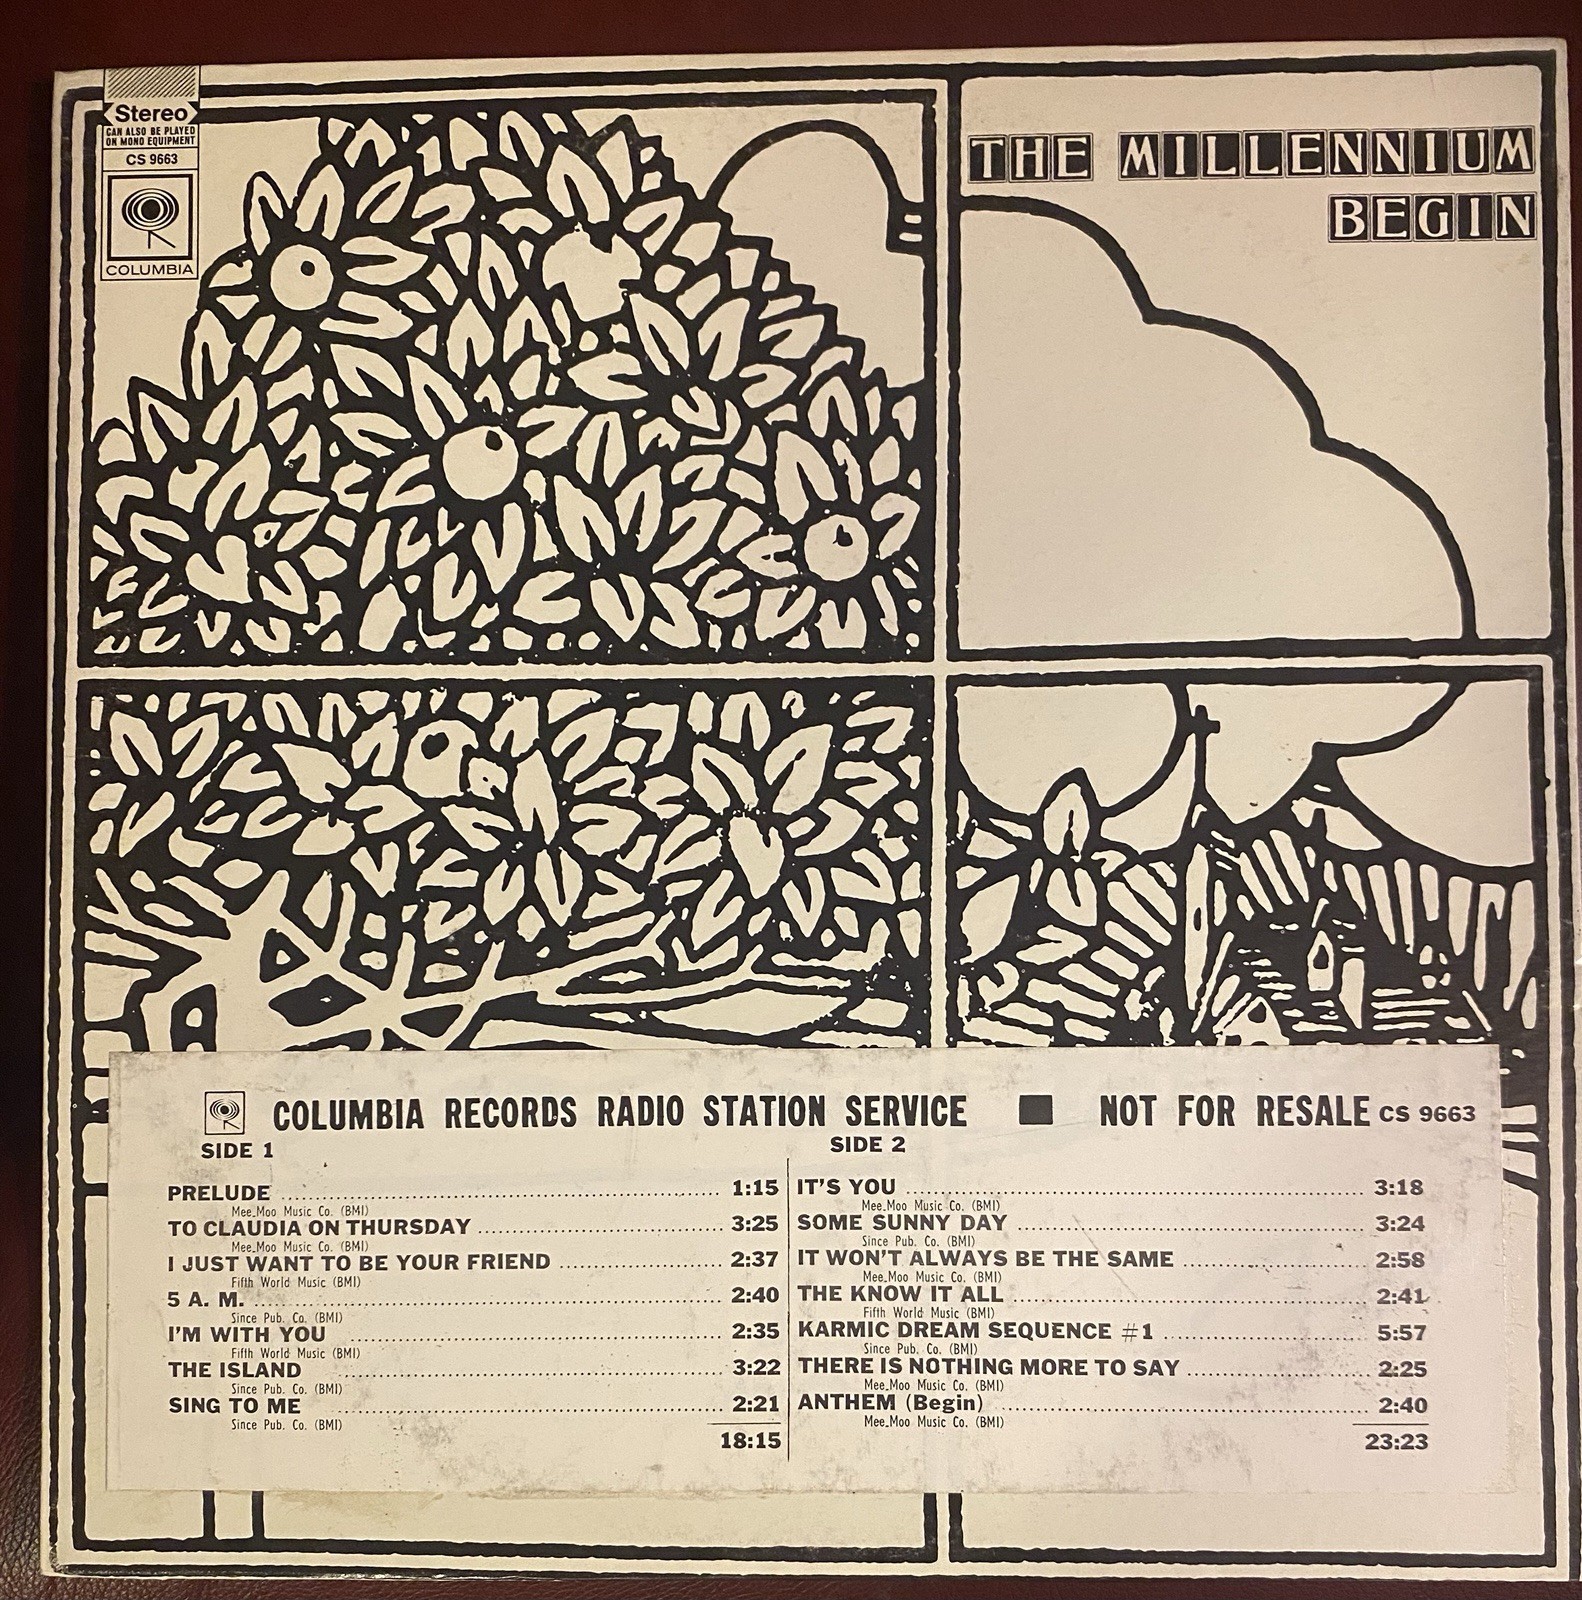 Stereo
CAN ALSO BE PLAYED
ON MONO EQUIPMENT
CS 9663
COLUMBIA
THE MILLENNIUM
BEGIN
COLUMBIA RECORDS RADIO STATION SERVICE NOT FOR RESALE CS 9663
SIDE 1
PRELUDE 1:15
Mee-Moo Music Co. (BMI)
TO CLAUDIA ON THURSDAY 3:25
Mee-Moo Music Co. (BMI)
I JUST WANT TO BE YOUR FRIEND 2:37
Fifth World Music (BMI)
5 A. M. 2:40
Since Pub. Co. (BMI)
I'M WITH YOU 2:35
Fifth World Music (BMI)
THE ISLAND 3:22
Since Pub. Co. (BMI)
SING TO ME 2:21
Since Pub. Co. (BMI)
18:15
SIDE 2
IT'S YOU 3:18
Mee-Moo Music Co. (BMI)
SOME SUNNY DAY 3:24
Since Pub. Co. (BMI)
IT WON'T ALWAYS BE THE SAME 2:58
Mee-Moo Music Co. (BMI)
THE KNOW IT ALL 2:41
Fifth World Music (BMI)
KARMIC DREAM SEQUENCE #1 5:57
Since Pub. Co. (BMI)
THERE IS NOTHING MORE TO SAY 2:25
Mee-Moo Music Co. (BMI)
ANTHEM (Begin) 2:40
Mee-Moo Music Co. (BMI)
23:23